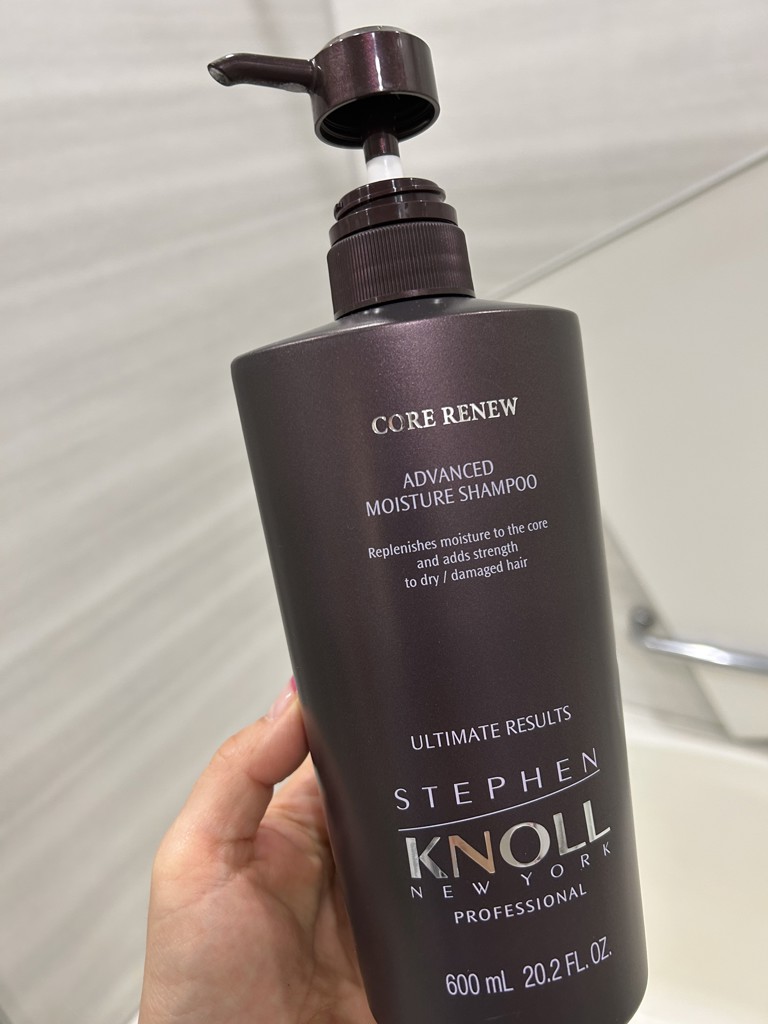 CORE RENEW
ADVANCED
MOISTURE SHAMPOO
Replenishes moisture to the core
and adds strength
to dry / damaged hair
ULTIMATE RESULTS
STEPHEN
KNOLL
NEW YORK
PROFESSIONAL
600 mL 20.2 FL. OZ.